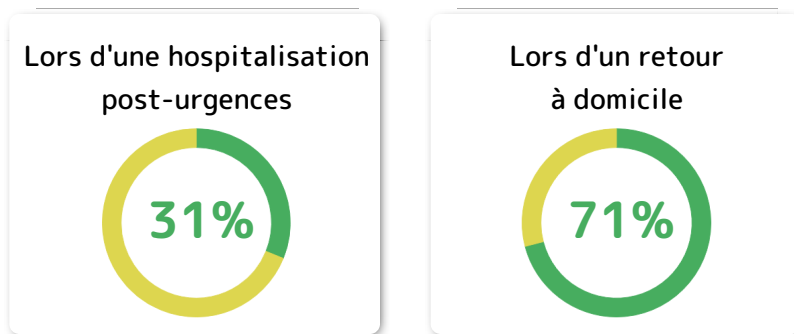 Lors d'une hospitalisation
post-urgences
31%
Lors d'un retour
à domicile
71%